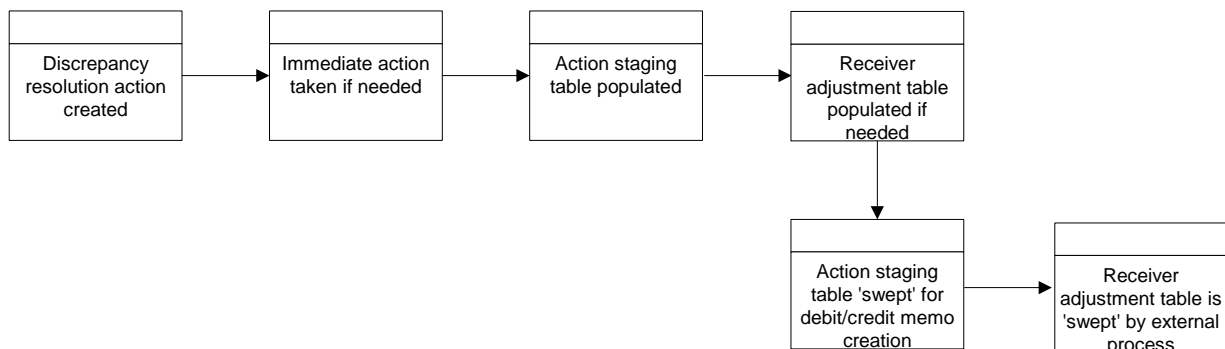 Discrepancy
resolution action
created
Immediate action
taken if needed
Action staging
table populated
Receiver
adjustment table
populated if
needed
Action staging
table 'swept' for
debit/credit memo
creation
Receiver
adjustment table is
'swept' by external
process